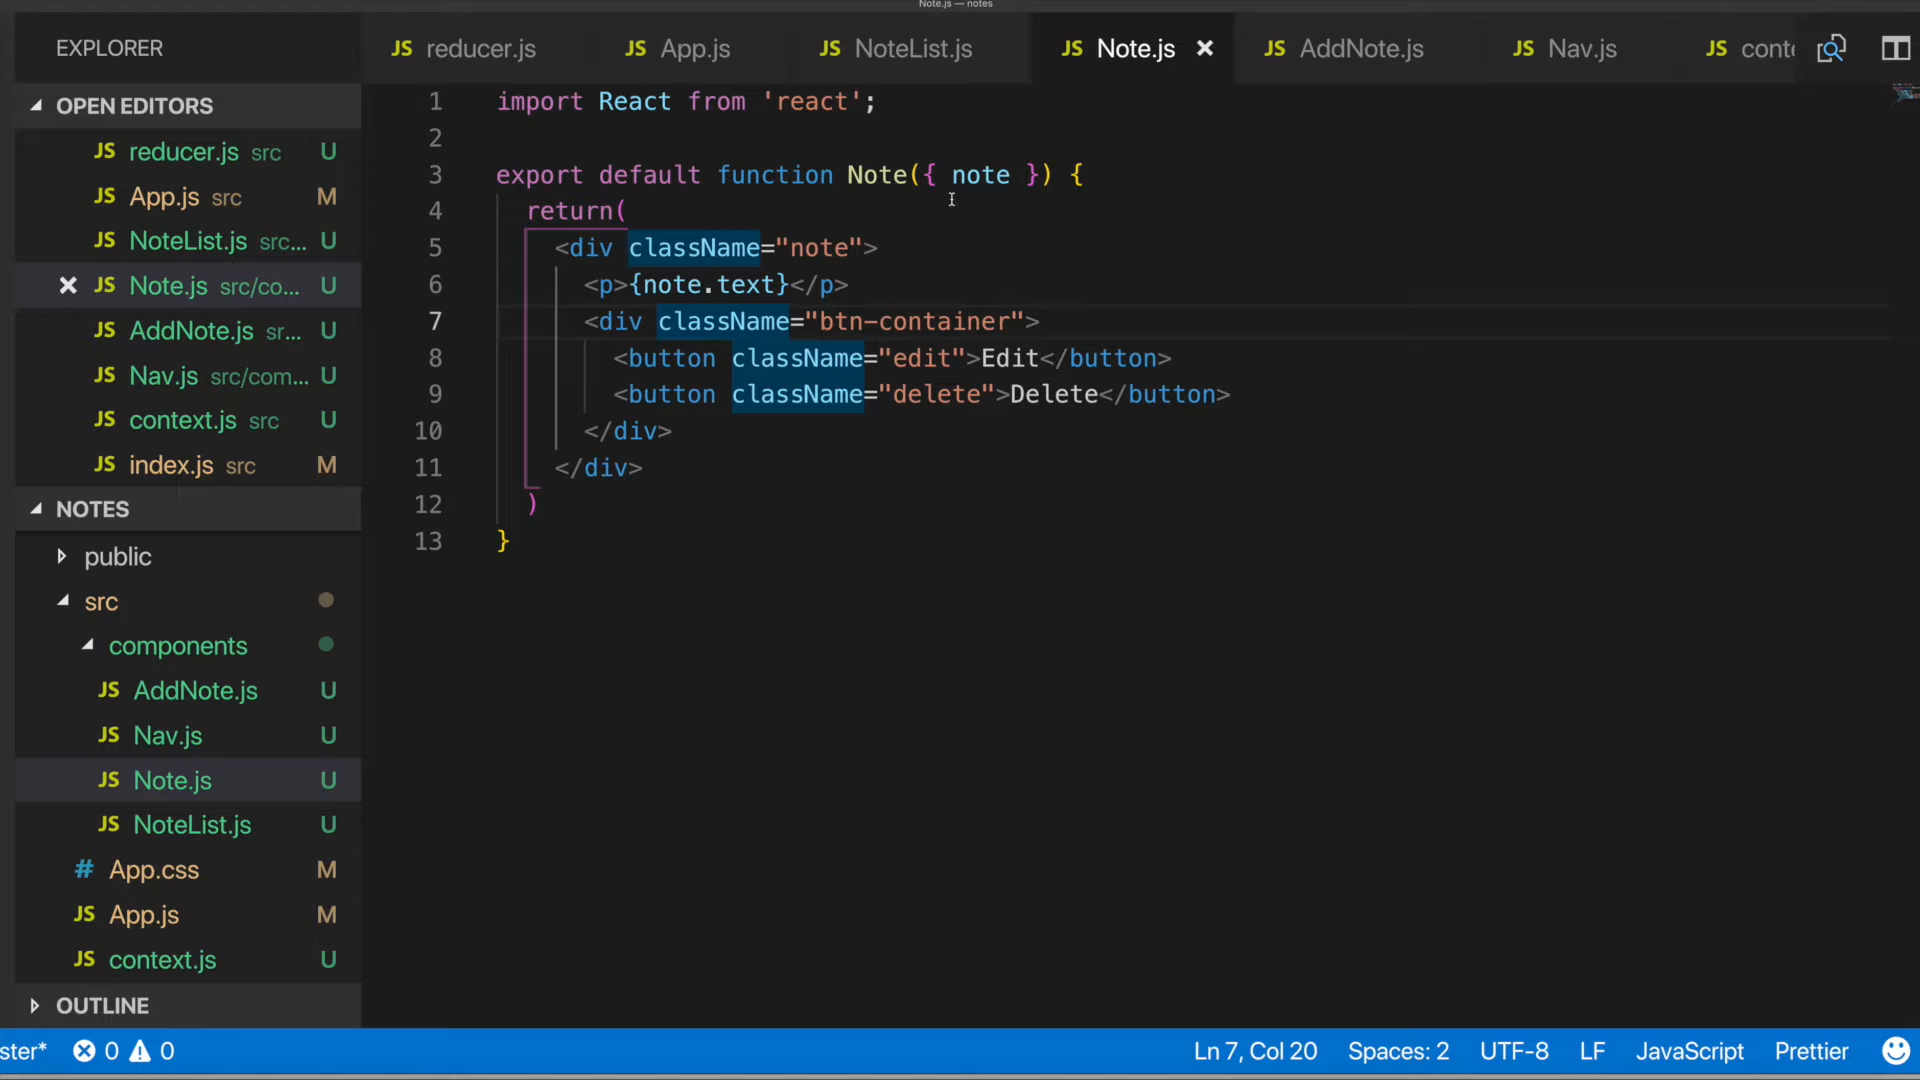 Note.js — notes
EXPLORER
JS reducer.js
JS App.js
JS NoteList.js
JS Note.js
JS AddNote.js
JS Nav.js
JS conte
OPEN EDITORS
JS reducer.js src U
JS App.js src M
JS NoteList.js src... U
JS Note.js src/co... U
JS AddNote.js sr... U
JS Nav.js src/com... U
JS context.js src U
JS index.js src M
NOTES
public
src
components
JS AddNote.js U
JS Nav.js U
JS Note.js U
JS NoteList.js U
# App.css M
JS App.js M
JS context.js U
OUTLINE
1 import React from 'react';
2
3 export default function Note({ note }) {
4 return(
5 <div className="note">
6 <p>{note.text}</p>
7 <div className="btn-container">
8 <button className="edit">Edit</button>
9 <button className="delete">Delete</button>
10 </div>
11 </div>
12 )
13 }
ster* 0 0
Ln 7, Col 20 Spaces: 2 UTF-8 LF JavaScript Prettier